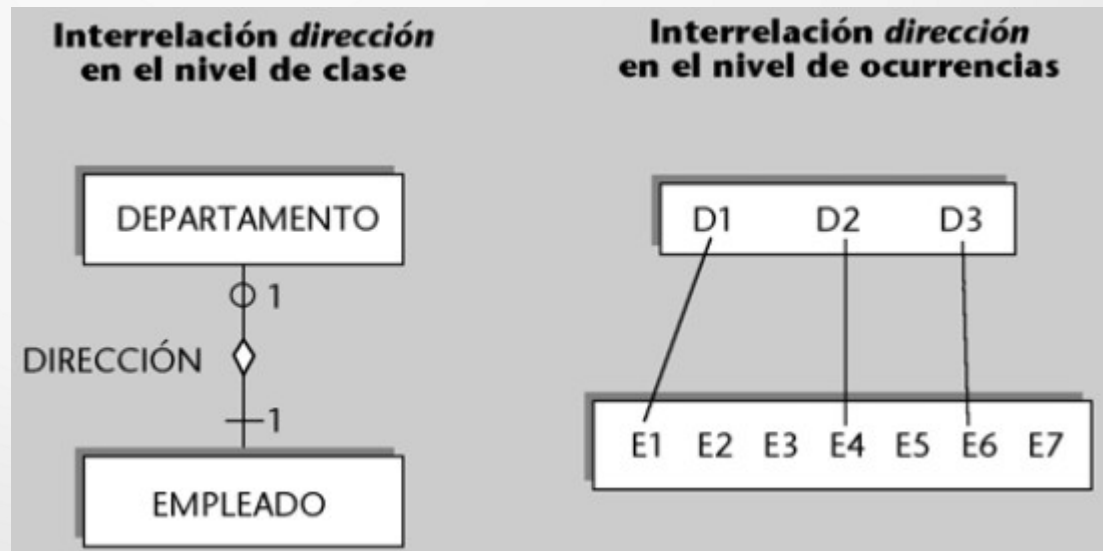 Interrelación dirección
en el nivel de clase
DEPARTAMENTO
1
DIRECCIÓN
1
EMPLEADO
Interrelación dirección
en el nivel de ocurrencias
D1 D2 D3
E1 E2 E3 E4 E5 E6 E7